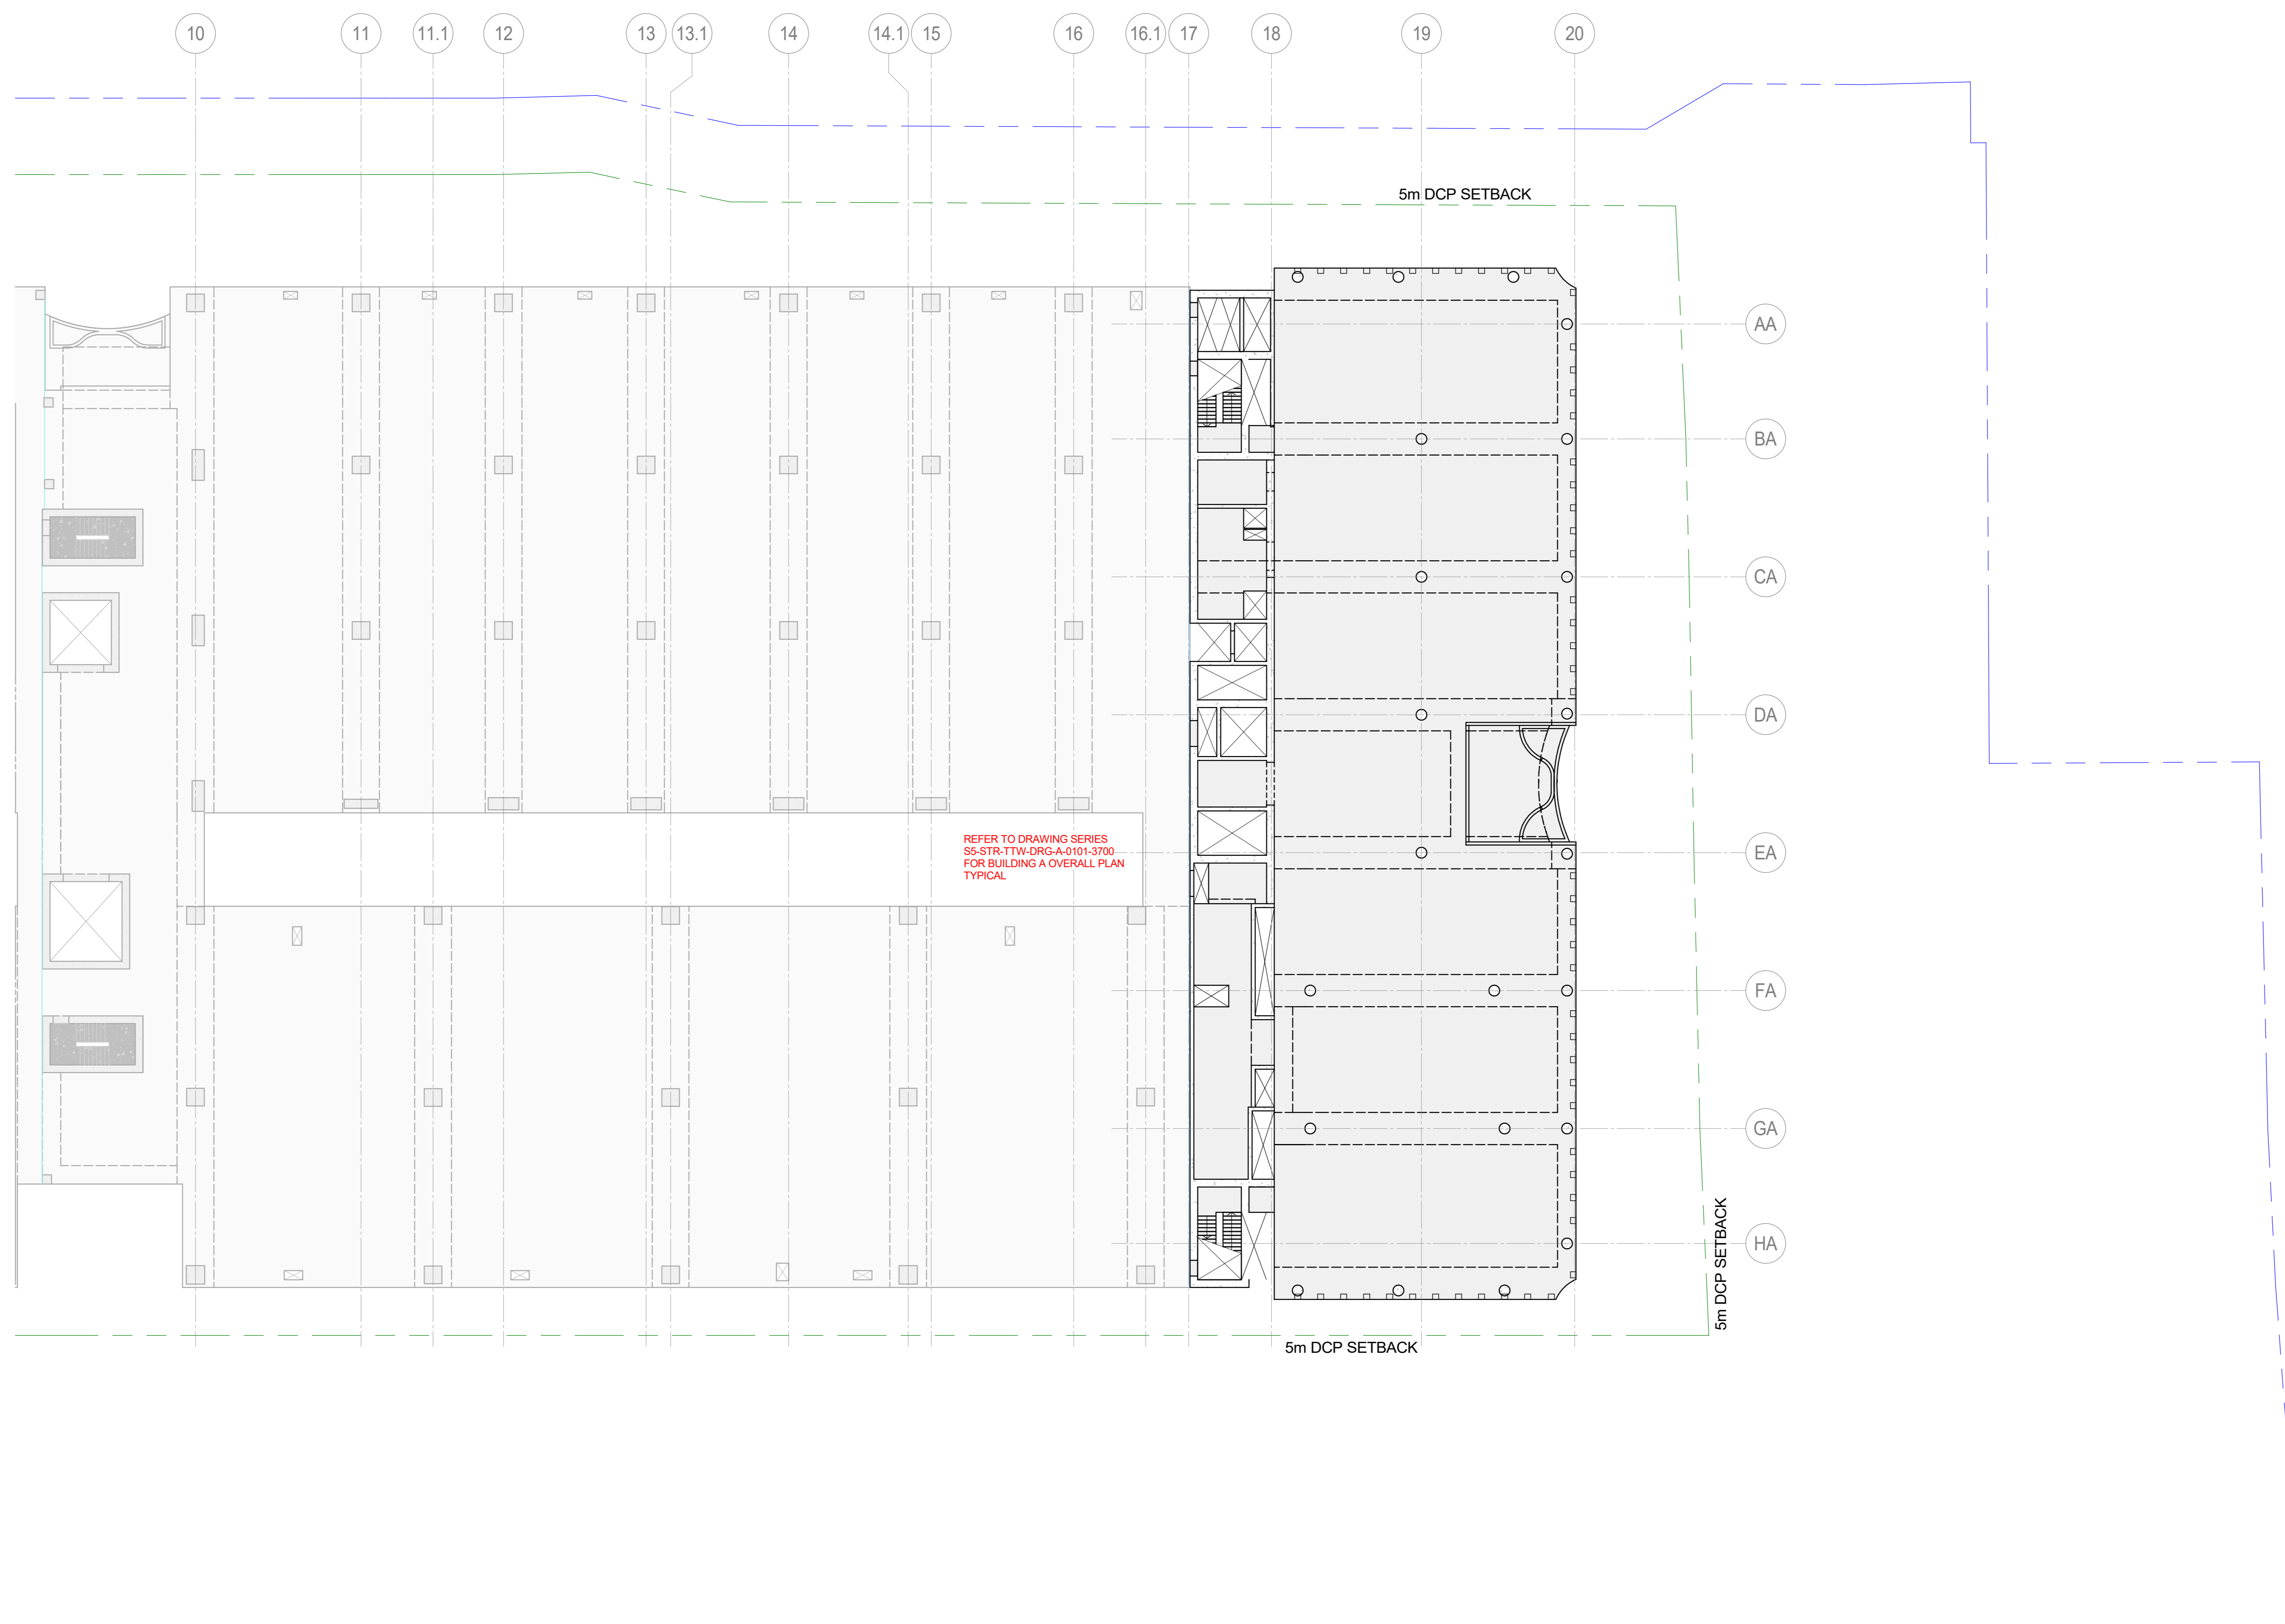 10
11
11.1
12
13
13.1
14
14.1
15
16
16.1
17
18
19
20
5m DCP SETBACK
AA
BA
CA
DA
REFER TO DRAWING SERIES
S5-STR-TTW-DRG-A-0101-3700
FOR BUILDING A OVERALL PLAN
TYPICAL
EA
FA
GA
HA
5m DCP SETBACK
5m DCP SETBACK